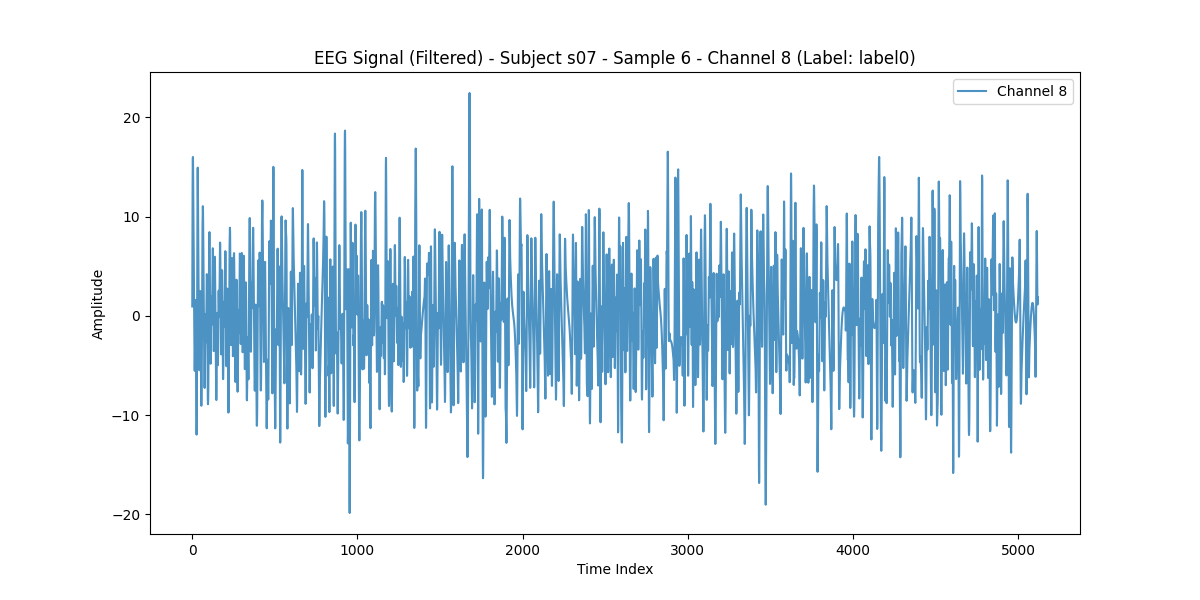 EEG Signal (Filtered) - Subject s07 - Sample 6 - Channel 8 (Label: label0)
Channel 8
20
10
0
−10
−20
Amplitude
0 1000 2000 3000 4000 5000
Time Index